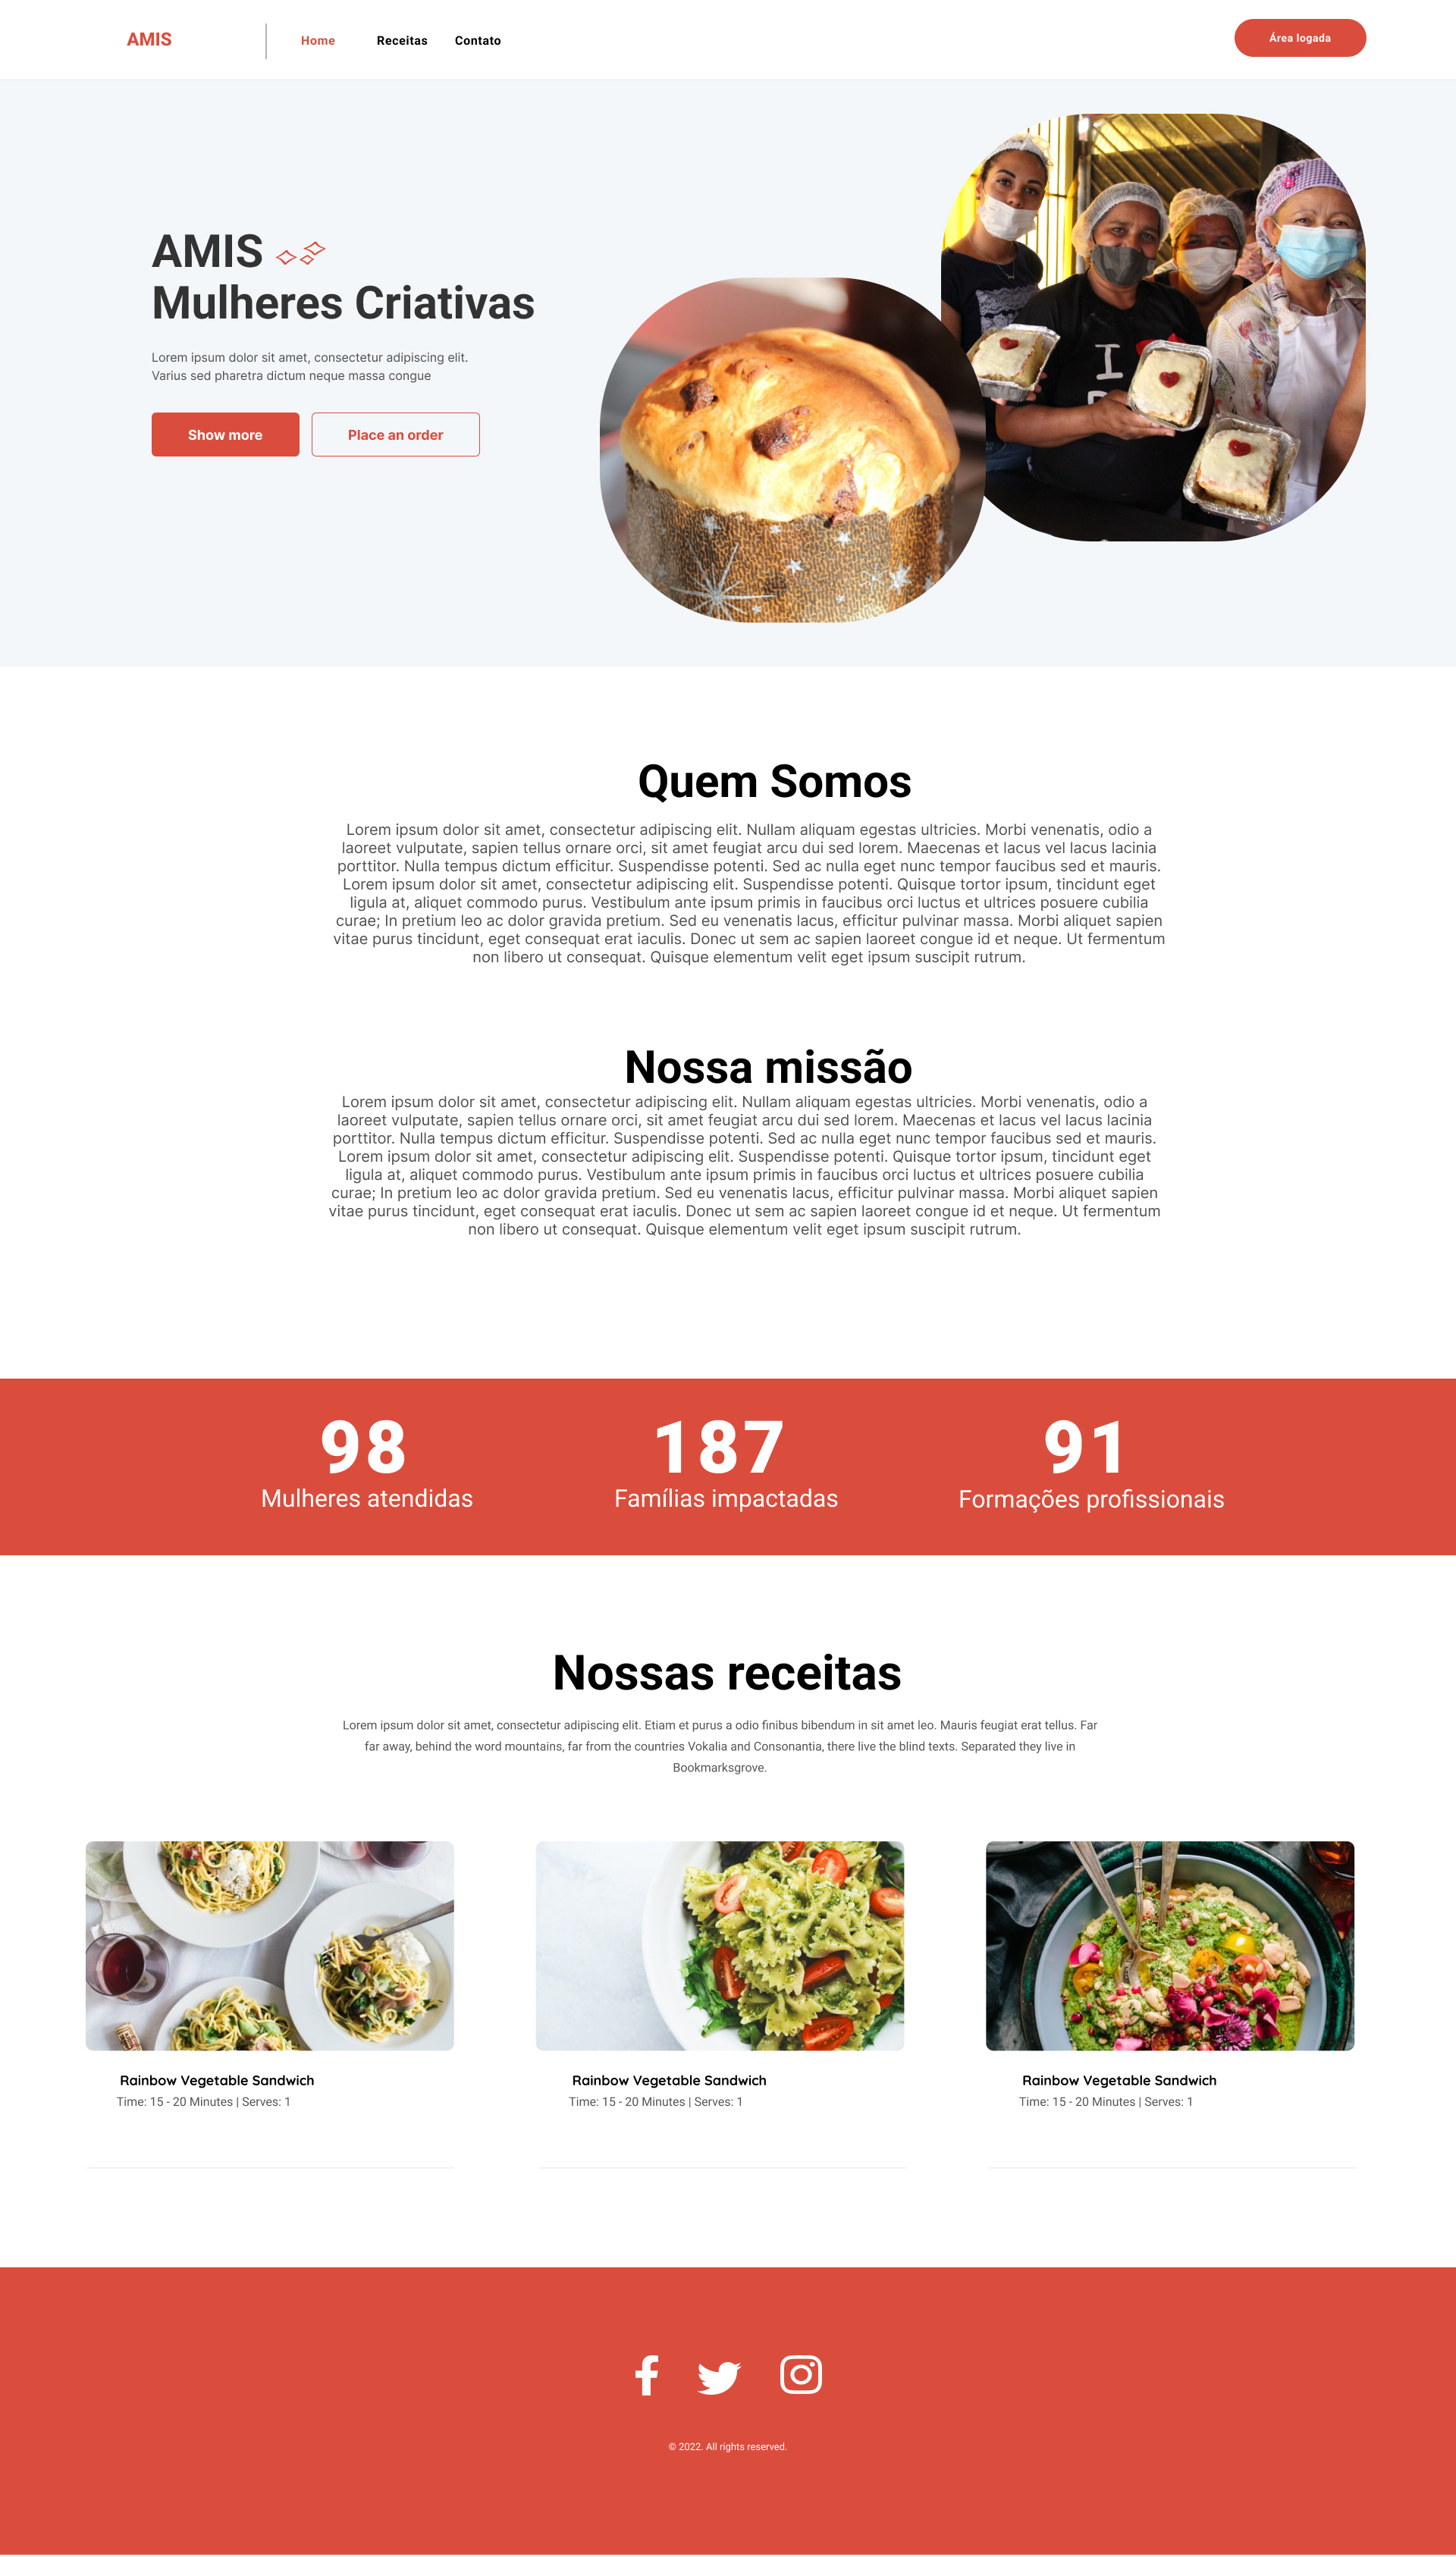 AMIS
Home
Receitas
Contato
Área logada
AMIS
Mulheres Criativas
Lorem ipsum dolor sit amet, consectetur adipiscing elit.
Varius sed pharetra dictum neque massa congue
Show more
Place an order
I
Quem Somos
Lorem ipsum dolor sit amet, consectetur adipiscing elit. Nullam aliquam egestas ultricies. Morbi venenatis, odio a
laoreet vulputate, sapien tellus ornare orci, sit amet feugiat arcu dui sed lorem. Maecenas et lacus vel lacus lacinia
porttitor. Nulla tempus dictum efficitur. Suspendisse potenti. Sed ac nulla eget nunc tempor faucibus sed et mauris.
Lorem ipsum dolor sit amet, consectetur adipiscing elit. Suspendisse potenti. Quisque tortor ipsum, tincidunt eget
ligula at, aliquet commodo purus. Vestibulum ante ipsum primis in faucibus orci luctus et ultrices posuere cubilia
curae; In pretium leo ac dolor gravida pretium. Sed eu venenatis lacus, efficitur pulvinar massa. Morbi aliquet sapien
vitae purus tincidunt, eget consequat erat iaculis. Donec ut sem ac sapien laoreet congue id et neque. Ut fermentum
non libero ut consequat. Quisque elementum velit eget ipsum suscipit rutrum.
Nossa missão
Lorem ipsum dolor sit amet, consectetur adipiscing elit. Nullam aliquam egestas ultricies. Morbi venenatis, odio a
laoreet vulputate, sapien tellus ornare orci, sit amet feugiat arcu dui sed lorem. Maecenas et lacus vel lacus lacinia
porttitor. Nulla tempus dictum efficitur. Suspendisse potenti. Sed ac nulla eget nunc tempor faucibus sed et mauris.
Lorem ipsum dolor sit amet, consectetur adipiscing elit. Suspendisse potenti. Quisque tortor ipsum, tincidunt eget
ligula at, aliquet commodo purus. Vestibulum ante ipsum primis in faucibus orci luctus et ultrices posuere cubilia
curae; In pretium leo ac dolor gravida pretium. Sed eu venenatis lacus, efficitur pulvinar massa. Morbi aliquet sapien
vitae purus tincidunt, eget consequat erat iaculis. Donec ut sem ac sapien laoreet congue id et neque. Ut fermentum
non libero ut consequat. Quisque elementum velit eget ipsum suscipit rutrum.
98
Mulheres atendidas
187
Famílias impactadas
91
Formações profissionais
Nossas receitas
Lorem ipsum dolor sit amet, consectetur adipiscing elit. Etiam et purus a odio finibus bibendum in sit amet leo. Mauris feugiat erat tellus. Far
far away, behind the word mountains, far from the countries Vokalia and Consonantia, there live the blind texts. Separated they live in
Bookmarksgrove.
Rainbow Vegetable Sandwich
Time: 15 - 20 Minutes | Serves: 1
Rainbow Vegetable Sandwich
Time: 15 - 20 Minutes | Serves: 1
Rainbow Vegetable Sandwich
Time: 15 - 20 Minutes | Serves: 1
© 2022. All rights reserved.